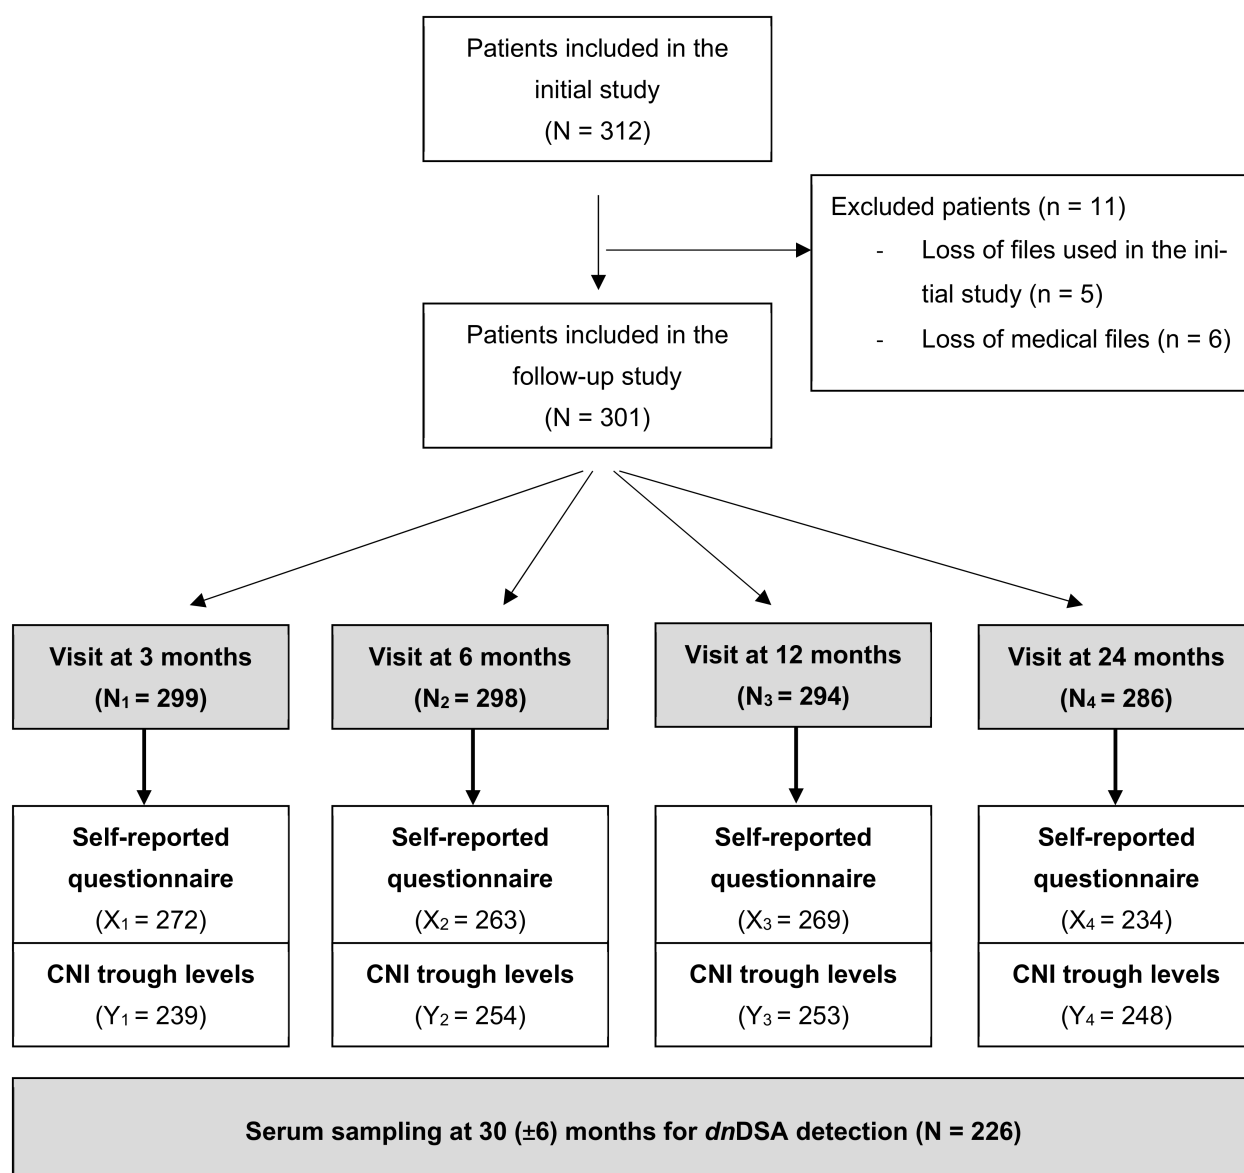 Patients included in the
initial study
(N = 312)
Excluded patients (n = 11)
- Loss of files used in the ini-
tial study (n = 5)
- Loss of medical files (n = 6)
Patients included in the
follow-up study
(N = 301)
Visit at 3 months
(N₁ = 299)
Visit at 6 months
(N₂ = 298)
Visit at 12 months
(N₃ = 294)
Visit at 24 months
(N₄ = 286)
Self-reported
questionnaire
(X₁ = 272)
CNI trough levels
(Y₁ = 239)
Self-reported
questionnaire
(X₂ = 263)
CNI trough levels
(Y₂ = 254)
Self-reported
questionnaire
(X₃ = 269)
CNI trough levels
(Y₃ = 253)
Self-reported
questionnaire
(X₄ = 234)
CNI trough levels
(Y₄ = 248)
Serum sampling at 30 (±6) months for dnDSA detection (N = 226)